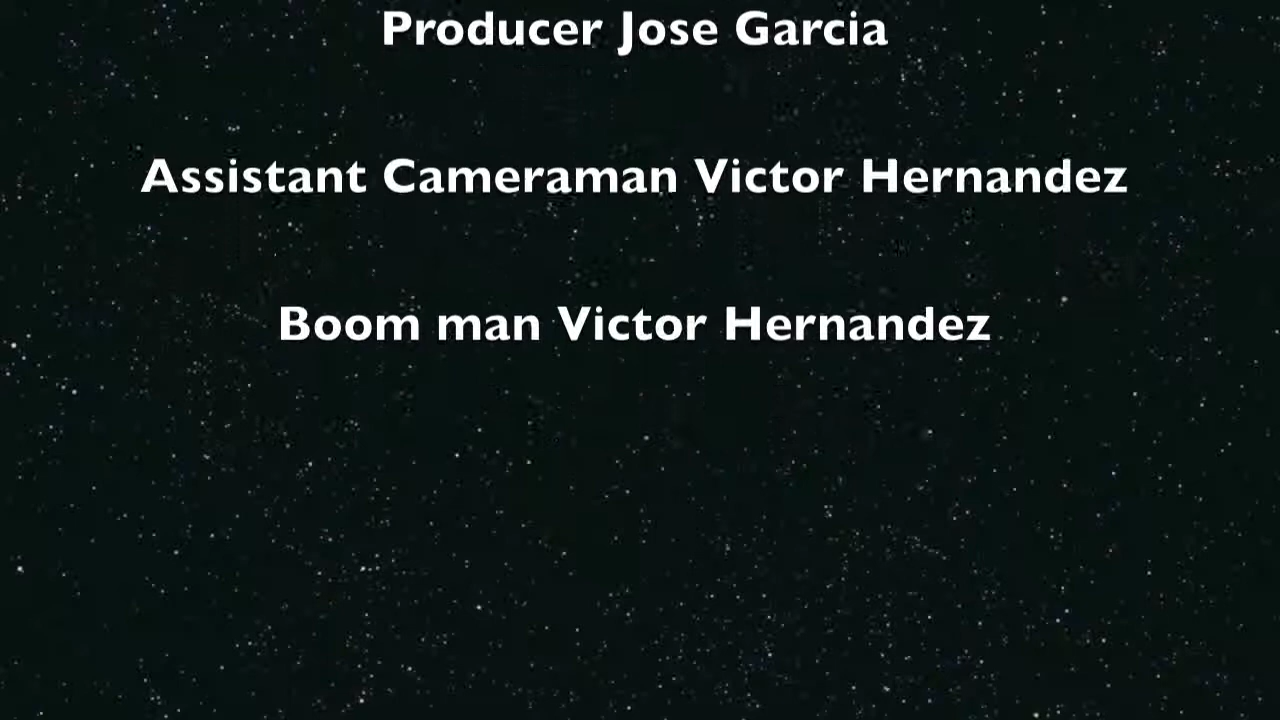 Producer Jose Garcia
Assistant Cameraman Victor Hernandez
Boom man Victor Hernandez